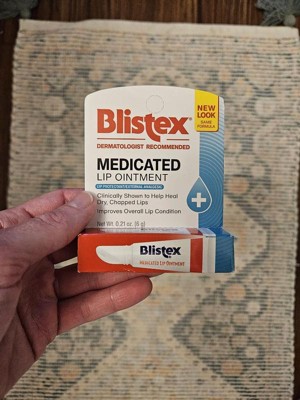 Blistex®
DERMATOLOGIST RECOMMENDED
NEW
LOOK
SAME
FORMULA
MEDICATED
LIP OINTMENT
LIP PROTECTANT/EXTERNAL ANALGESIC
Clinically Shown to Help Heal
Dry, Chapped Lips
Improves Overall Lip Condition
Net Wt. 0.21 oz. (6 g)
Blistex
MEDICATED LIP OINTMENT